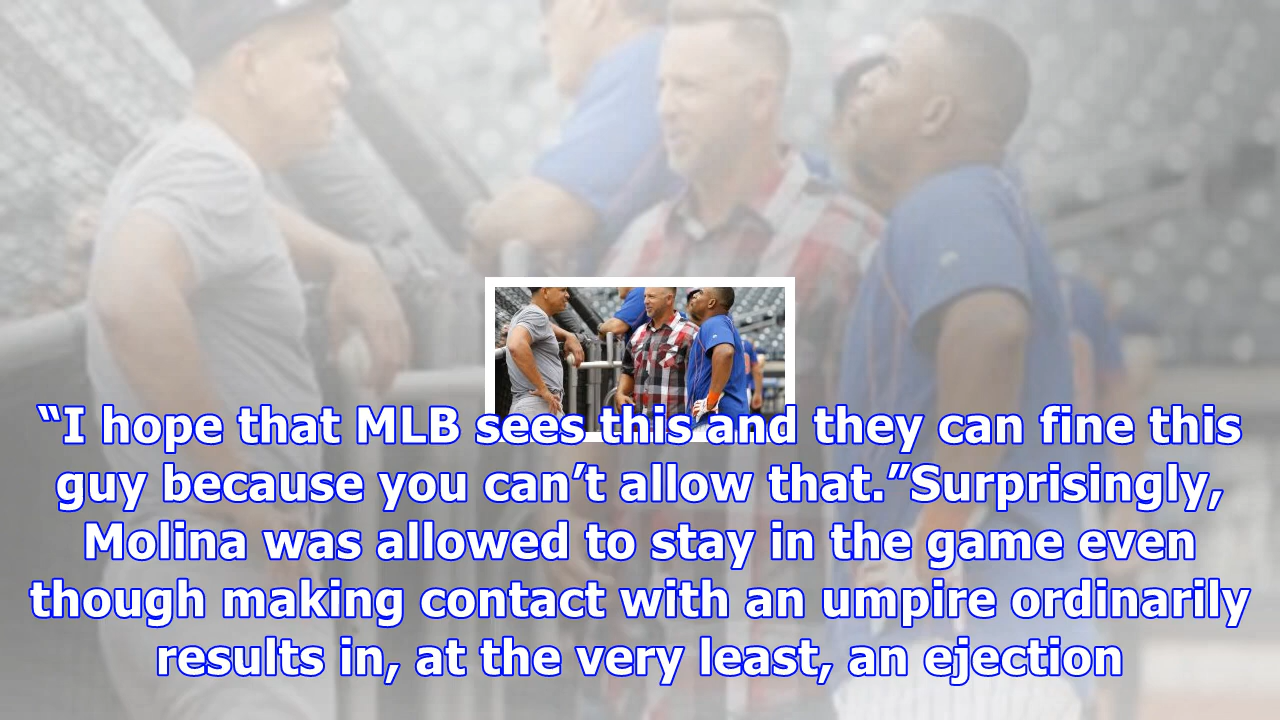 “I hope that MLB sees this and they can fine this
guy because you can’t allow that.”Surprisingly,
Molina was allowed to stay in the game even
though making contact with an umpire ordinarily
results in, at the very least, an ejection